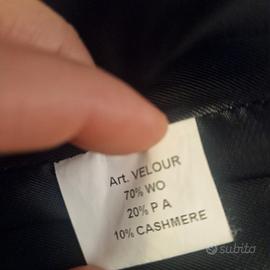 Art. VELOUR
70% WO
20% P A
10% CASHMERE
subito